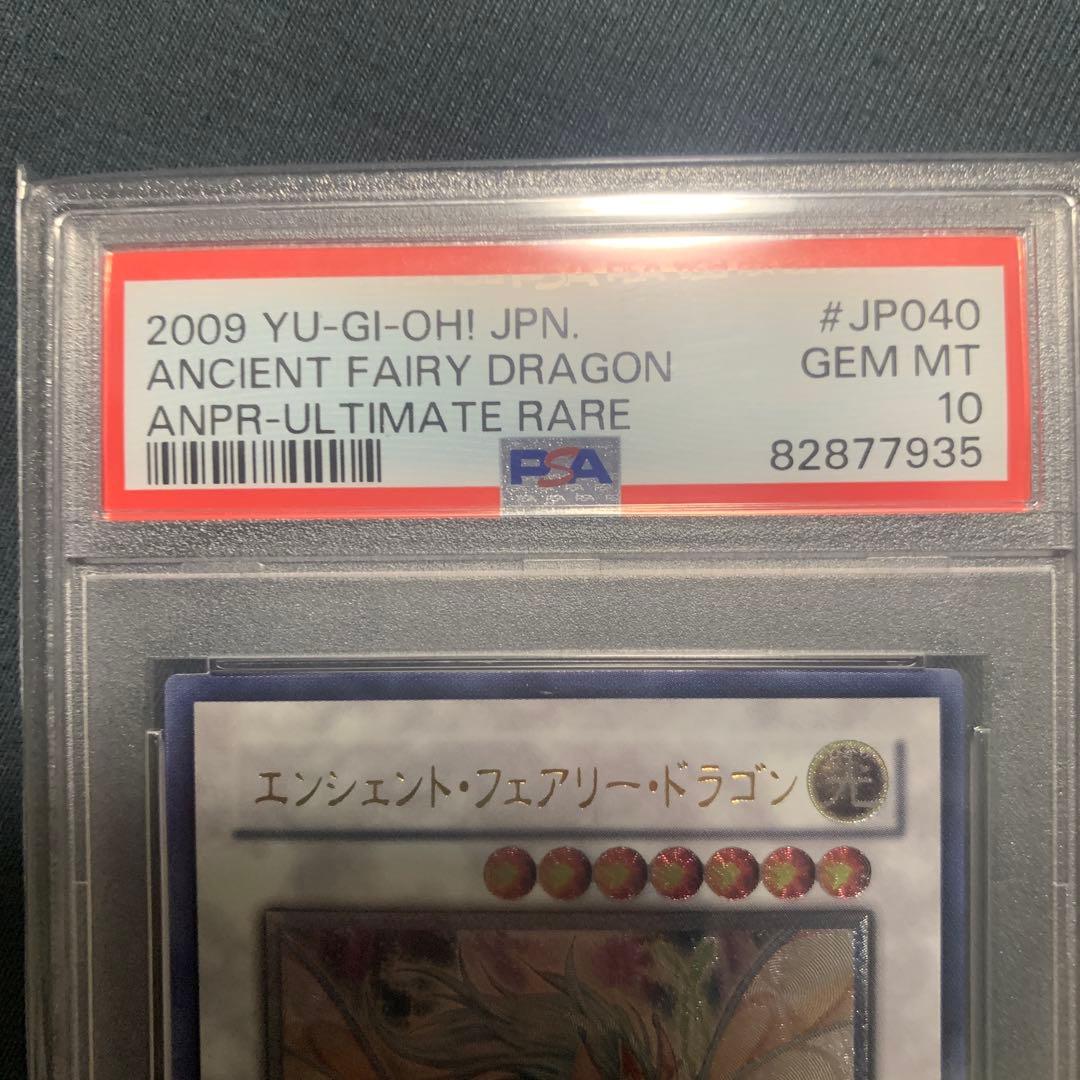 2009 YU-GI-OH! JPN. #JP040
ANCIENT FAIRY DRAGON GEM MT
ANPR-ULTIMATE RARE 10
PSA 82877935
エンシェント・フェアリー・ドラゴン 光